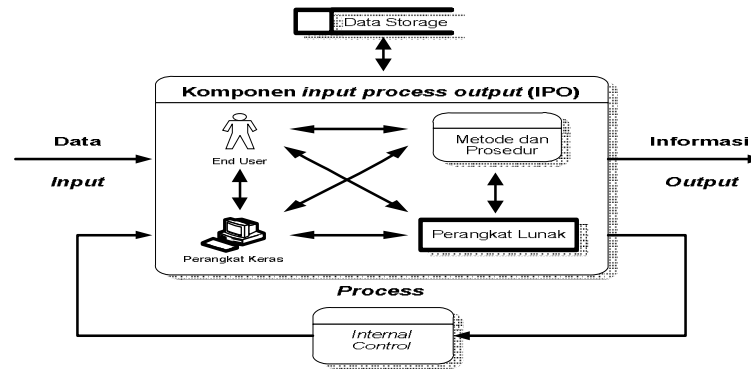 Data Storage
Komponen input process output (IPO)
Data
Input
End User
Metode dan
Prosedur
Informasi
Output
Perangkat Keras
Perangkat Lunak
Process
Internal
Control